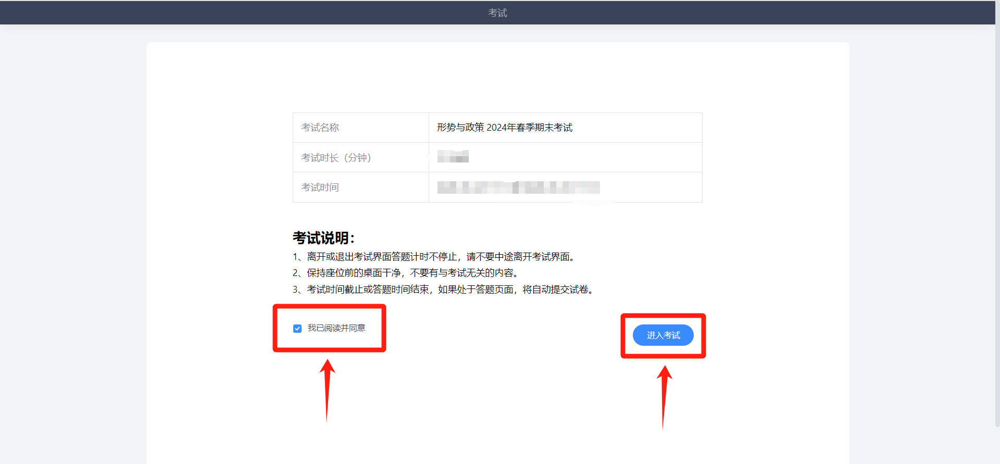 考试
考试名称 形势与政策 2024年春季期末考试
考试时长（分钟）
考试时间
考试说明：
1、离开或退出考试界面答题计时不停止，请不要中途离开考试界面。
2、保持座位前的桌面干净，不要有与考试无关的内容。
3、考试时间截止或答题时间结束，如果处于答题页面，将自动提交试卷。
我已阅读并同意
进入考试